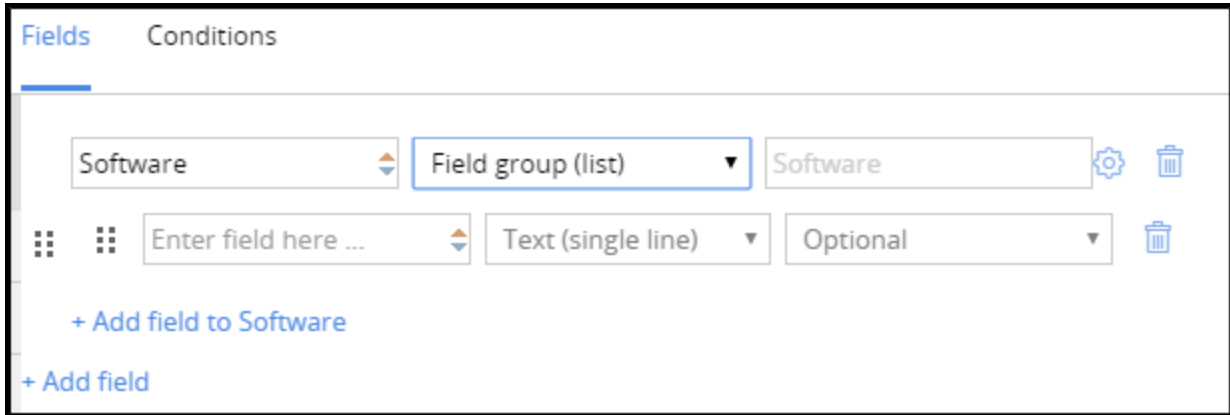 Fields Conditions
Software Field group (list) Software
Enter field here ... Text (single line) Optional
+ Add field to Software
+ Add field